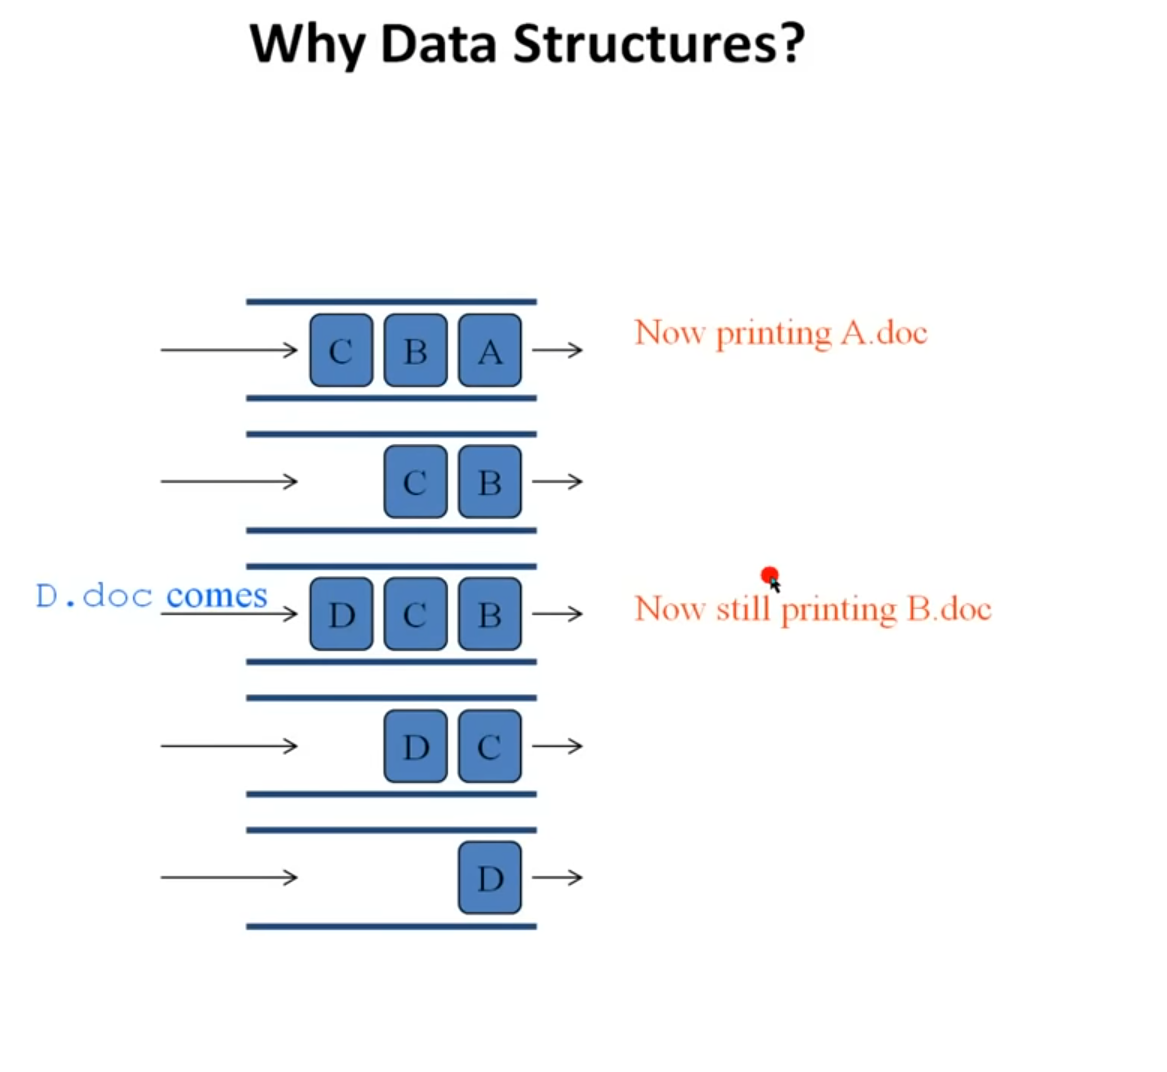 Why Data Structures?
C B A
Now printing A.doc
C B
D.doc comes
D C B
Now still printing B.doc
D C
D